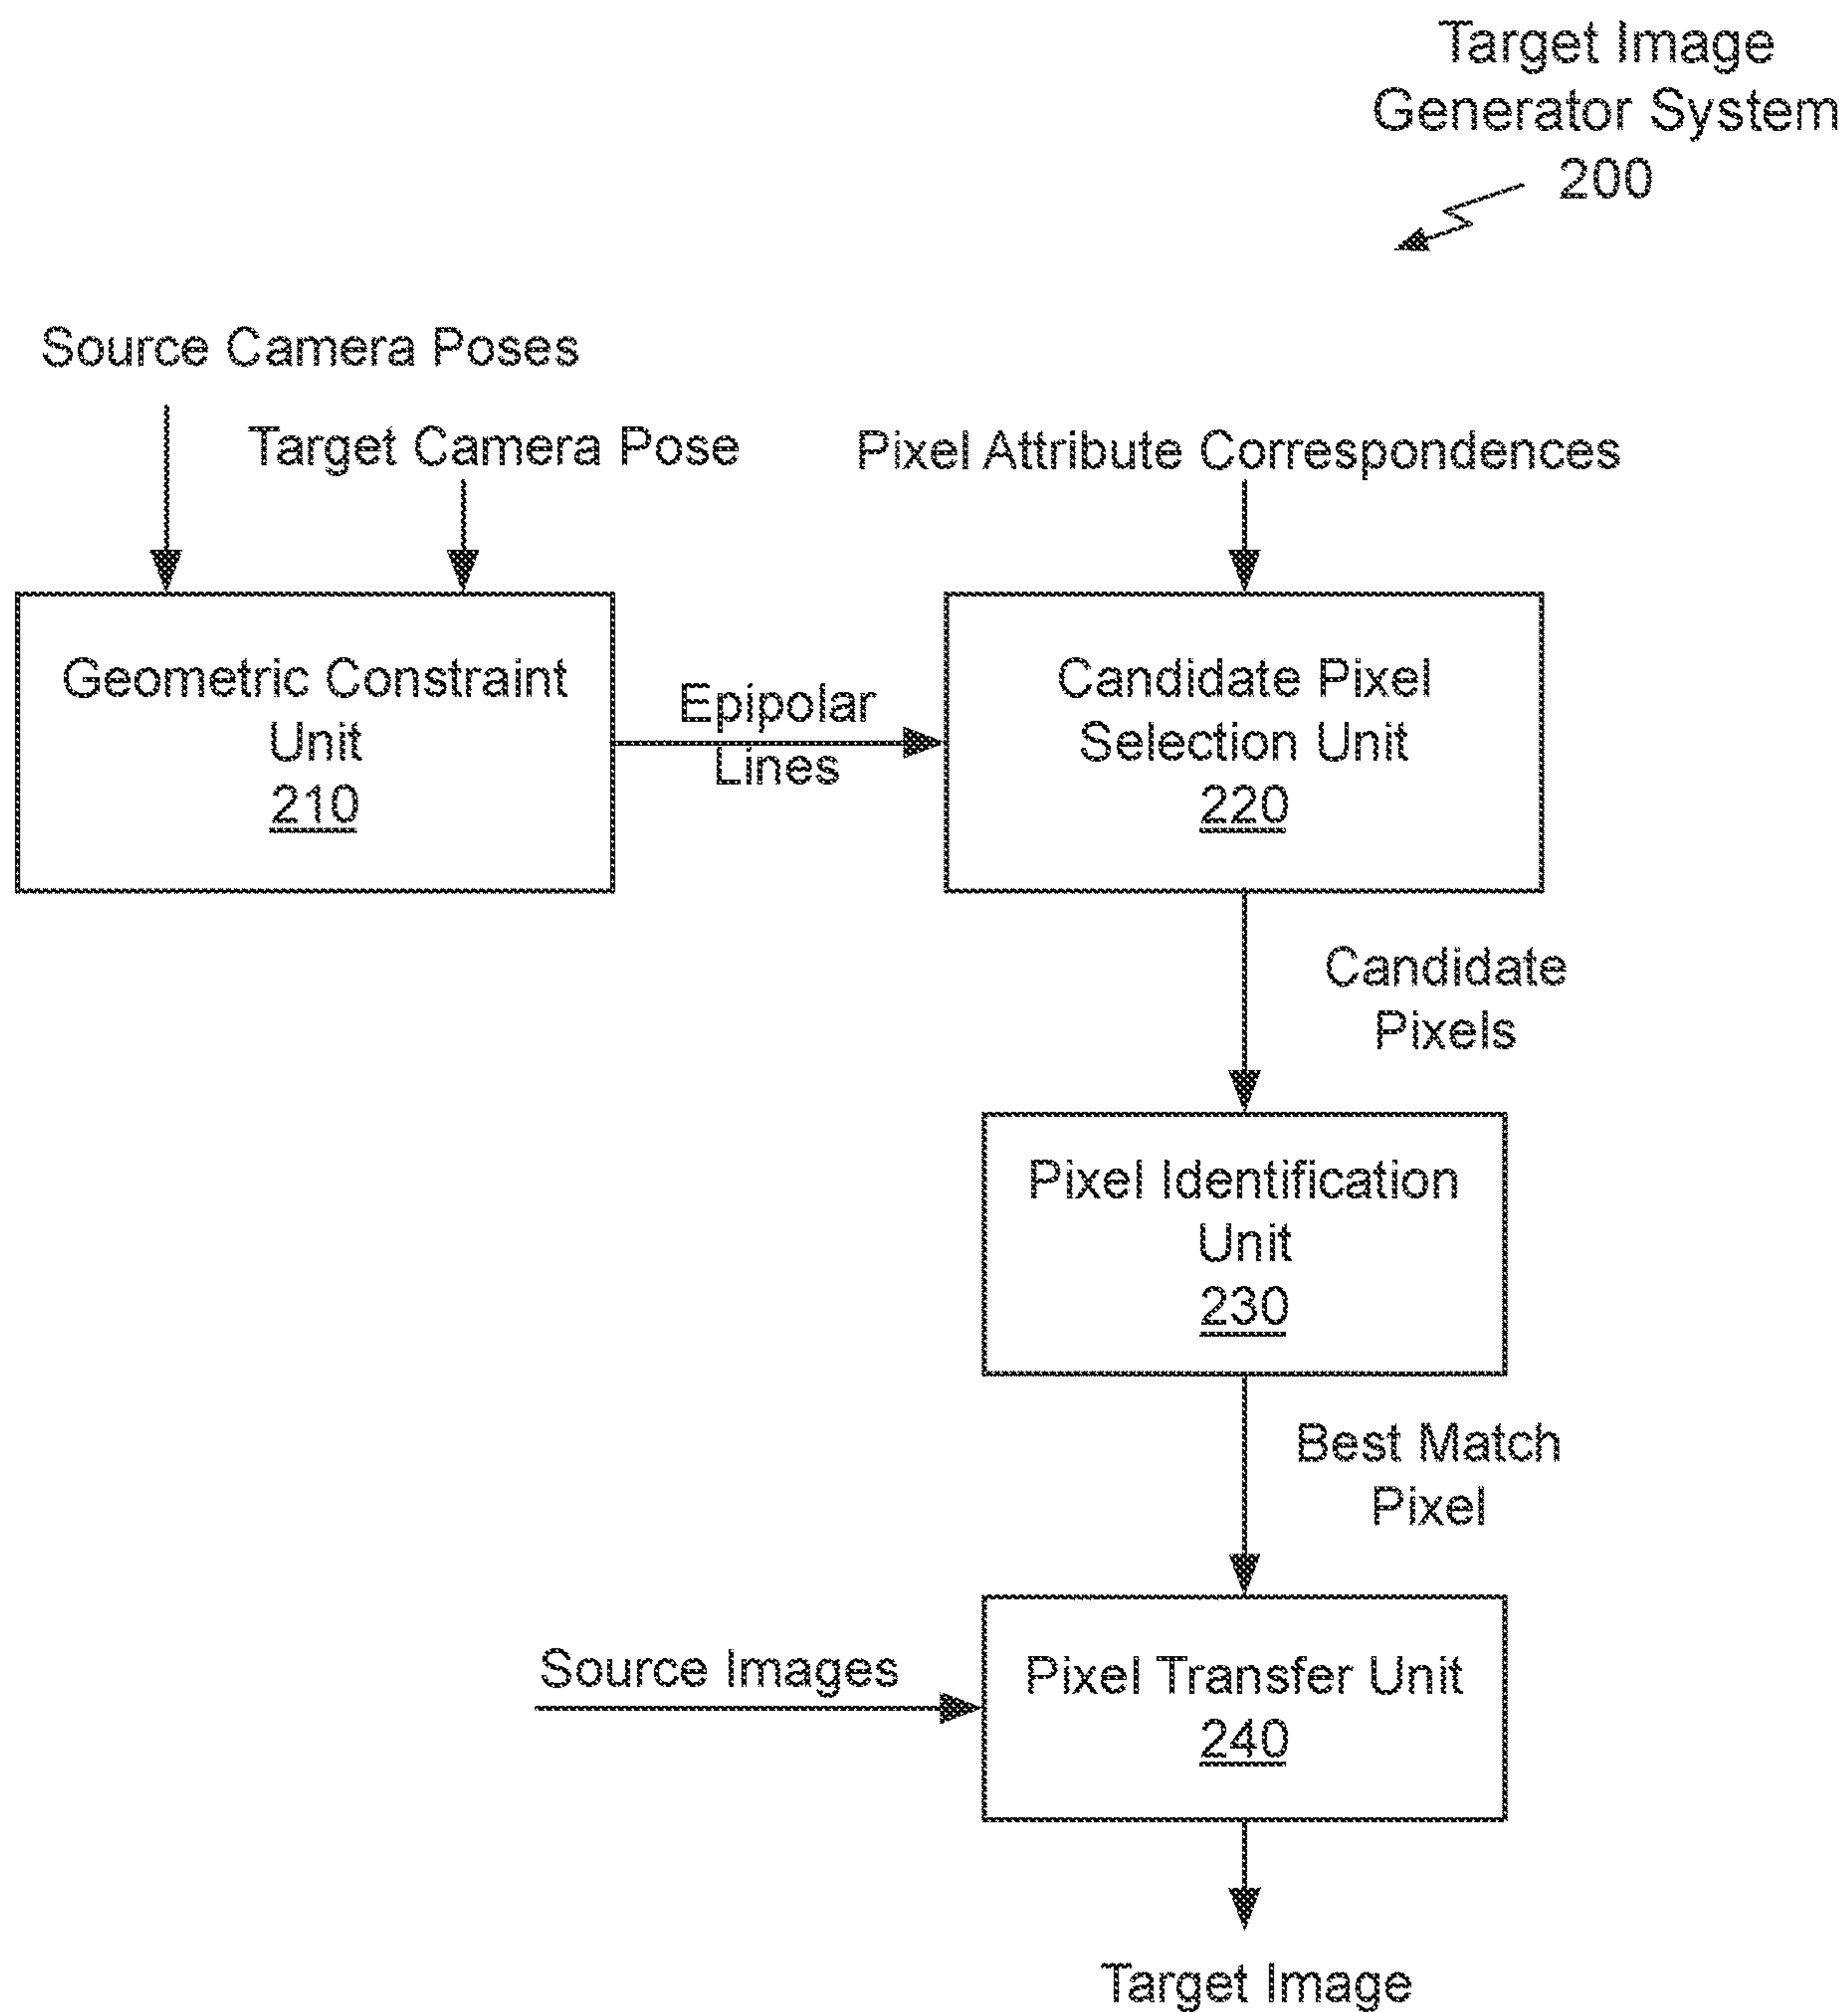 Target Image
Generator System
200
Source Camera Poses
Target Camera Pose
Pixel Attribute Correspondences
Geometric Constraint
Unit
210
Epipolar
Lines
Candidate Pixel
Selection Unit
220
Candidate
Pixels
Pixel Identification
Unit
230
Best Match
Pixel
Source Images
Pixel Transfer Unit
240
Target Image